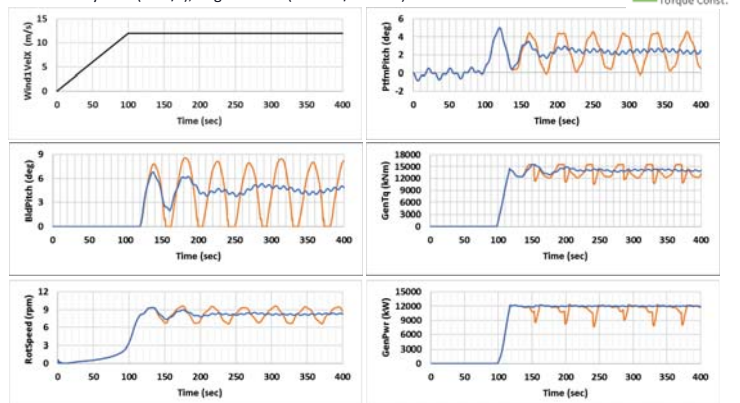 Torque Const.
Wind1VelX (m/s)
15
10
5
0
0 50 100 150 200 250 300 350 400
Time (sec)
PtfmPitch (deg)
6
4
2
0
-2
0 50 100 150 200 250 300 350 400
Time (sec)
BldPitch (deg)
9
6
3
0
0 50 100 150 200 250 300 350 400
Time (sec)
GenTq (kNm)
18000
15000
12000
9000
6000
3000
0
0 50 100 150 200 250 300 350 400
Time (sec)
RotSpeed (rpm)
12
9
6
3
0
0 50 100 150 200 250 300 350 400
Time (sec)
GenPwr (kW)
15000
12000
9000
6000
3000
0
0 50 100 150 200 250 300 350 400
Time (sec)